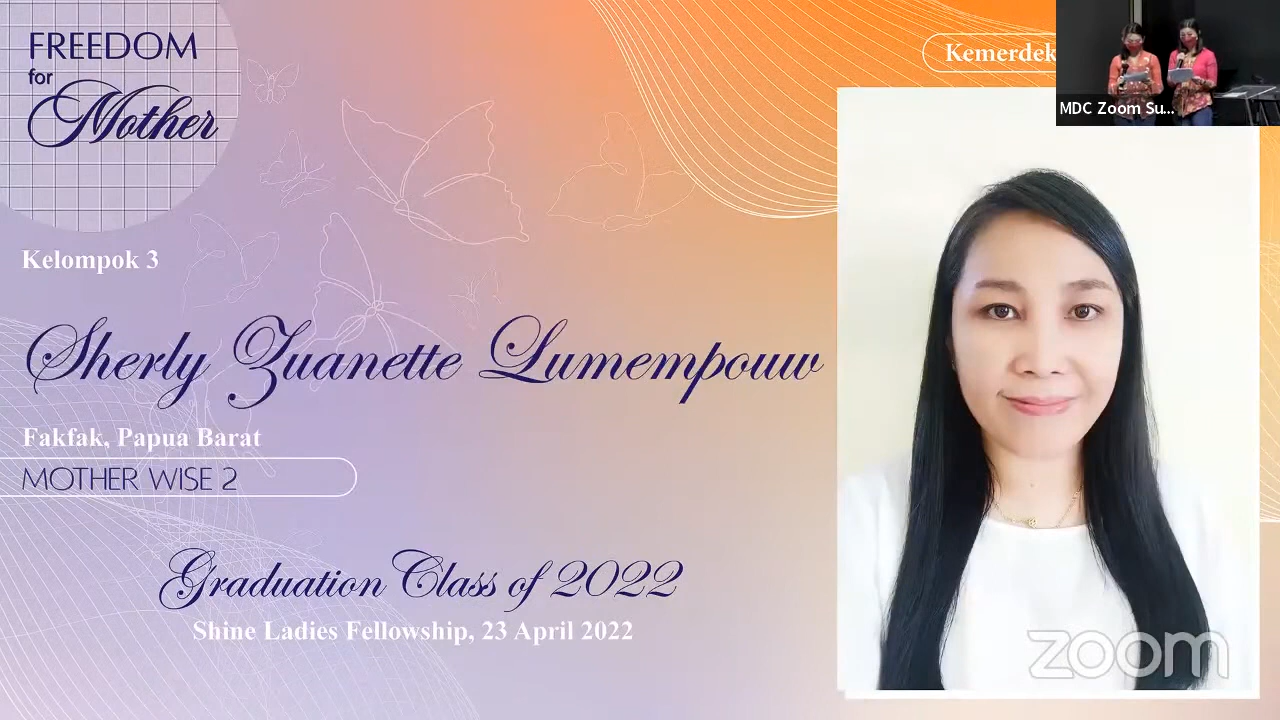 FREEDOM
for
Mother
Kemerdek
MDC Zoom Su...
Kelompok 3
Sherly Zuanette Lumempouw
Fakfak, Papua Barat
MOTHER WISE 2
Graduation Class of 2022
Shine Ladies Fellowship, 23 April 2022
zoom